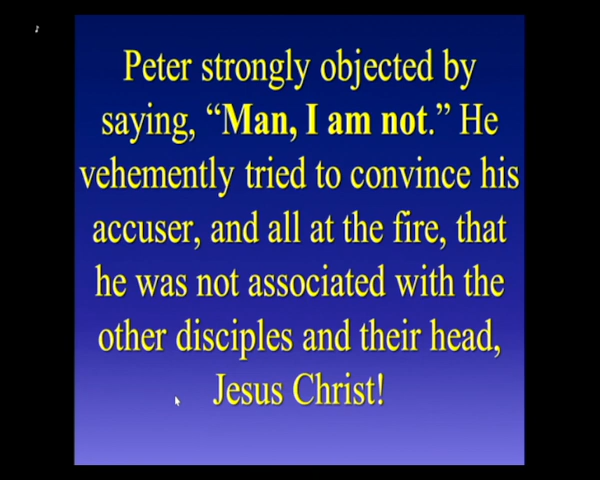 Peter strongly objected by
saying, “Man, I am not.” He
vehemently tried to convince his
accuser, and all at the fire, that
he was not associated with the
other disciples and their head,
Jesus Christ!